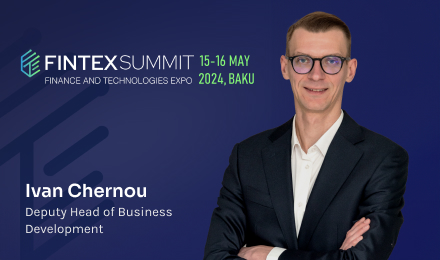 FINTEXSUMMIT
FINANCE AND TECHNOLOGIES EXPO
15-16 MAY
2024, BAKU
Ivan Chernou
Deputy Head of Business
Development